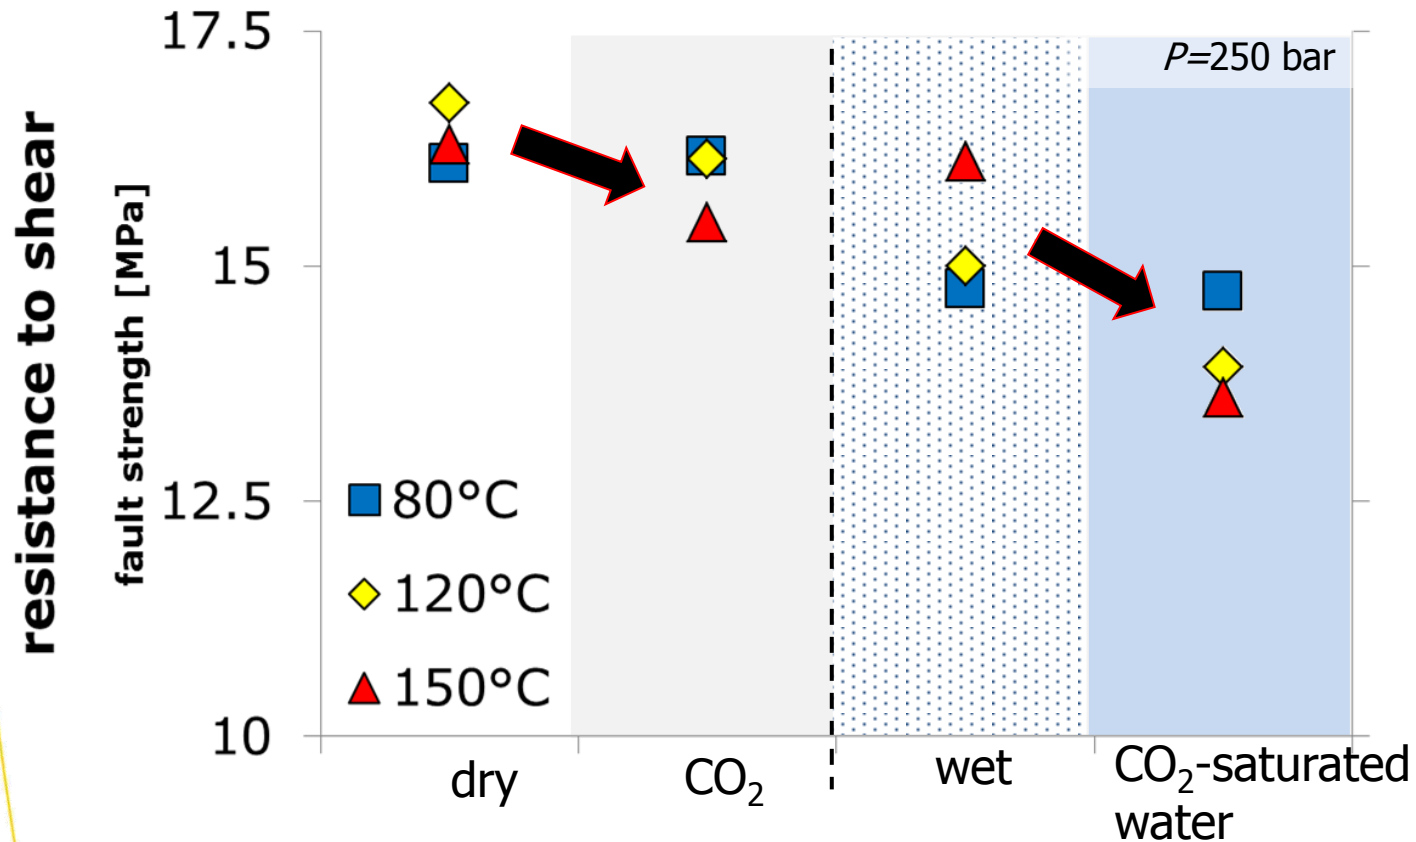 resistance to shear
fault strength [MPa]
17.5
15
12.5
10
P=250 bar
80°C
120°C
150°C
dry
CO₂
wet
CO₂-saturated
water